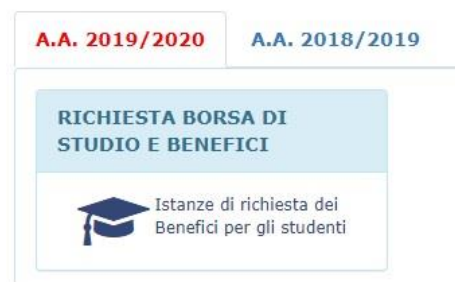 A.A. 2019/2020 A.A. 2018/2019
RICHIESTA BORSA DI
STUDIO E BENEFICI
Istanze di richiesta dei
Benefici per gli studenti